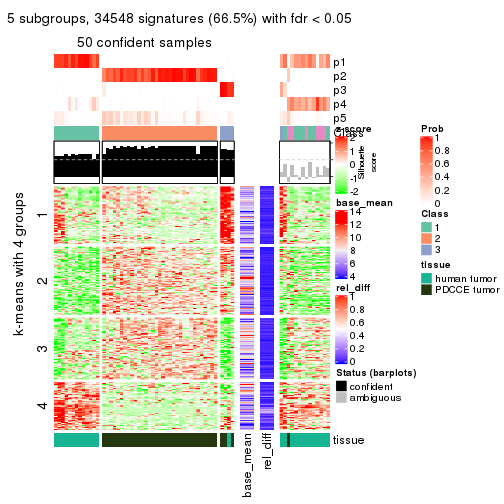 5 subgroups, 34548 signatures (66.5%) with fdr < 0.05
50 confident samples
p1
p2
p3
p4
p5
Class
Silhouette
score
k-means with 4 groups
1
2
3
4
tissue
base_mean
rel_diff
z-score
2
1
0
-1
-2
base_mean
14
12
10
8
6
4
rel_diff
1
0.8
0.6
0.4
0.2
0
Status (barplots)
confident
ambiguous
Prob
1
0.8
0.6
0.4
0.2
0
Class
1
2
3
tissue
human tumor
PDCCE tumor